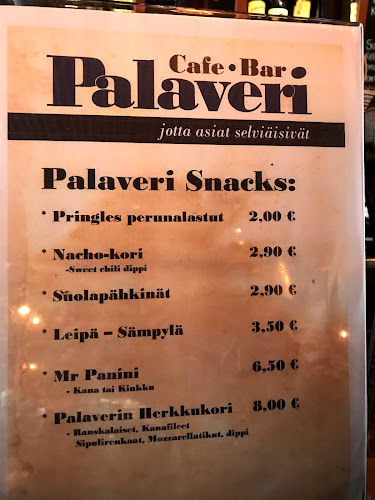 Cafe • Bar
Palaveri
jotta asiat selviäisivät
Palaveri Snacks:
* Pringles perunalastut 2,00 €
* Nacho-kori 2,90 €
-Sweet chili dippi
* Suolapähkinät 2,90 €
* Leipä – Sämpylä 3,50 €
* Mr Panini 6,50 €
- Kana tai Kinkku
* Palaverin Herkkukori 8,00 €
- Ranskalaiset, Kanafileet
Sipulirenkaat, Mozzarellatikut, dippi